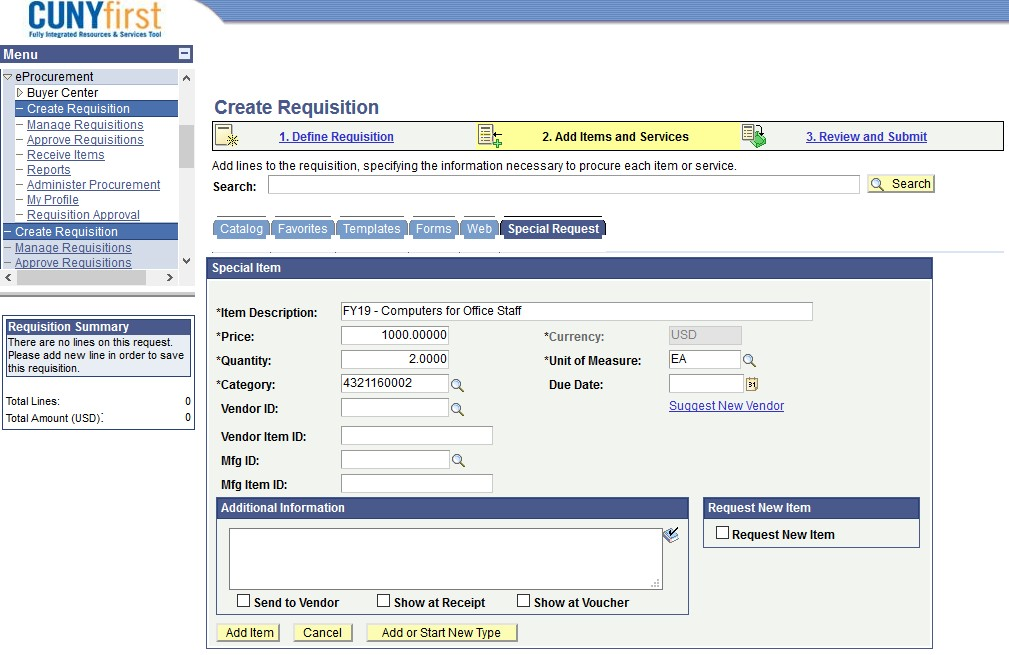 CUNYfirst
Fully Integrated Resources & Services Tool
Menu
eProcurement
Buyer Center
Create Requisition
Manage Requisitions
Approve Requisitions
Receive Items
Reports
Administer Procurement
My Profile
Requisition Approval
Create Requisition
Manage Requisitions
Approve Requisitions
Requisition Summary
There are no lines on this request.
Please add new line in order to save
this requisition.
Total Lines: 0
Total Amount (USD): 0
Create Requisition
1. Define Requisition 2. Add Items and Services 3. Review and Submit
Add lines to the requisition, specifying the information necessary to procure each item or service.
Search: Search
Catalog Favorites Templates Forms Web Special Request
Special Item
*Item Description: FY19 - Computers for Office Staff
*Price: 1000.00000 *Currency: USD
*Quantity: 2.0000 *Unit of Measure: EA
*Category: 4321160002 Due Date: 31
Vendor ID: Suggest New Vendor
Vendor Item ID:
Mfg ID:
Mfg Item ID:
Additional Information
Send to Vendor Show at Receipt Show at Voucher
Request New Item
Request New Item
Add Item Cancel Add or Start New Type